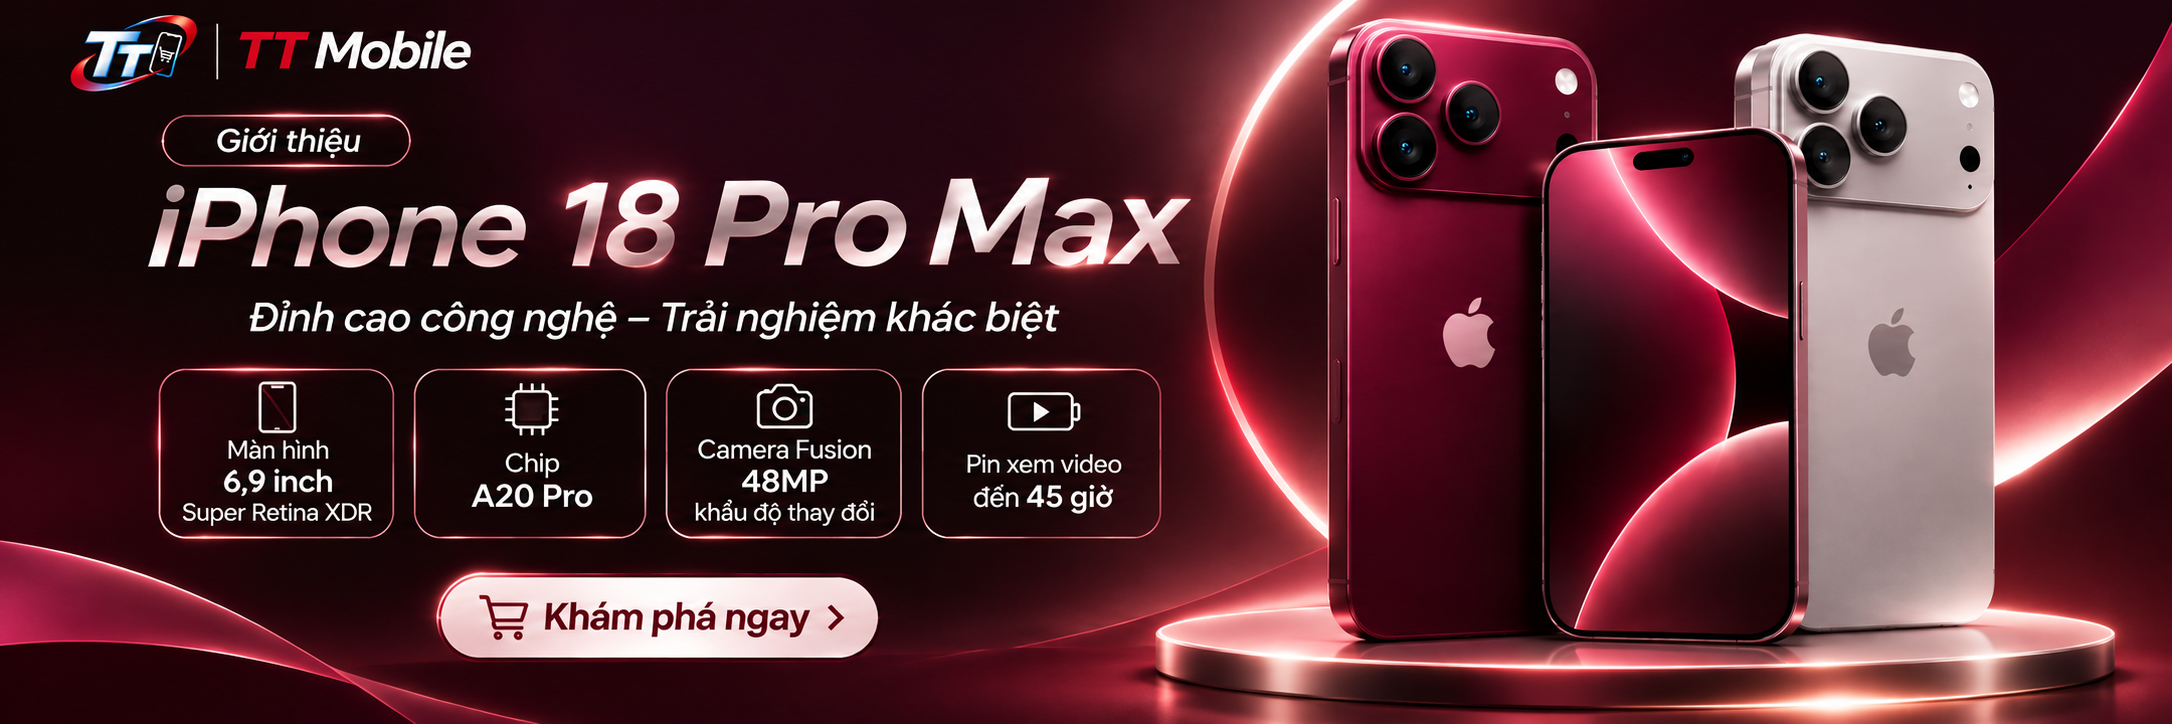 TT
TT Mobile
Giới thiệu
iPhone 18 Pro Max
Đỉnh cao công nghệ – Trải nghiệm khác biệt
Màn hình
6,9 inch
Super Retina XDR
Chip
A20 Pro
Camera Fusion
48MP
khẩu độ thay đổi
Pin xem video
đến 45 giờ
Khám phá ngay